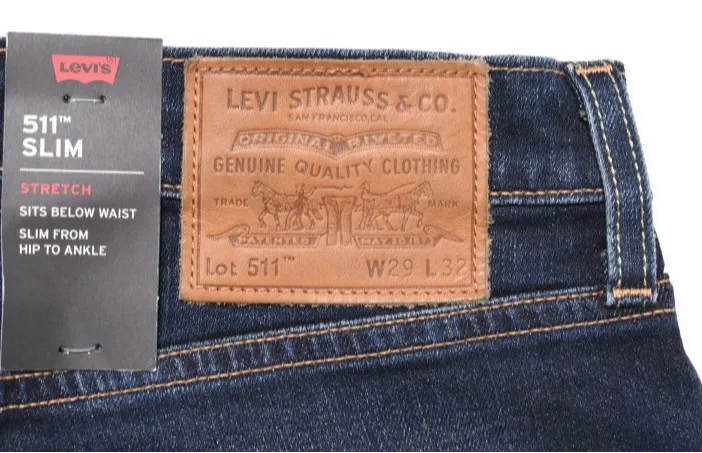 Levi's
511™
SLIM
STRETCH
SITS BELOW WAIST
SLIM FROM
HIP TO ANKLE
LEVI STRAUSS & CO.
SAN FRANCISCO, CAL.
ORIGINAL RIVETED
GENUINE QUALITY CLOTHING
TRADE MARK
PATENTED MAY 20 1873
Lot 511™ W29 L32